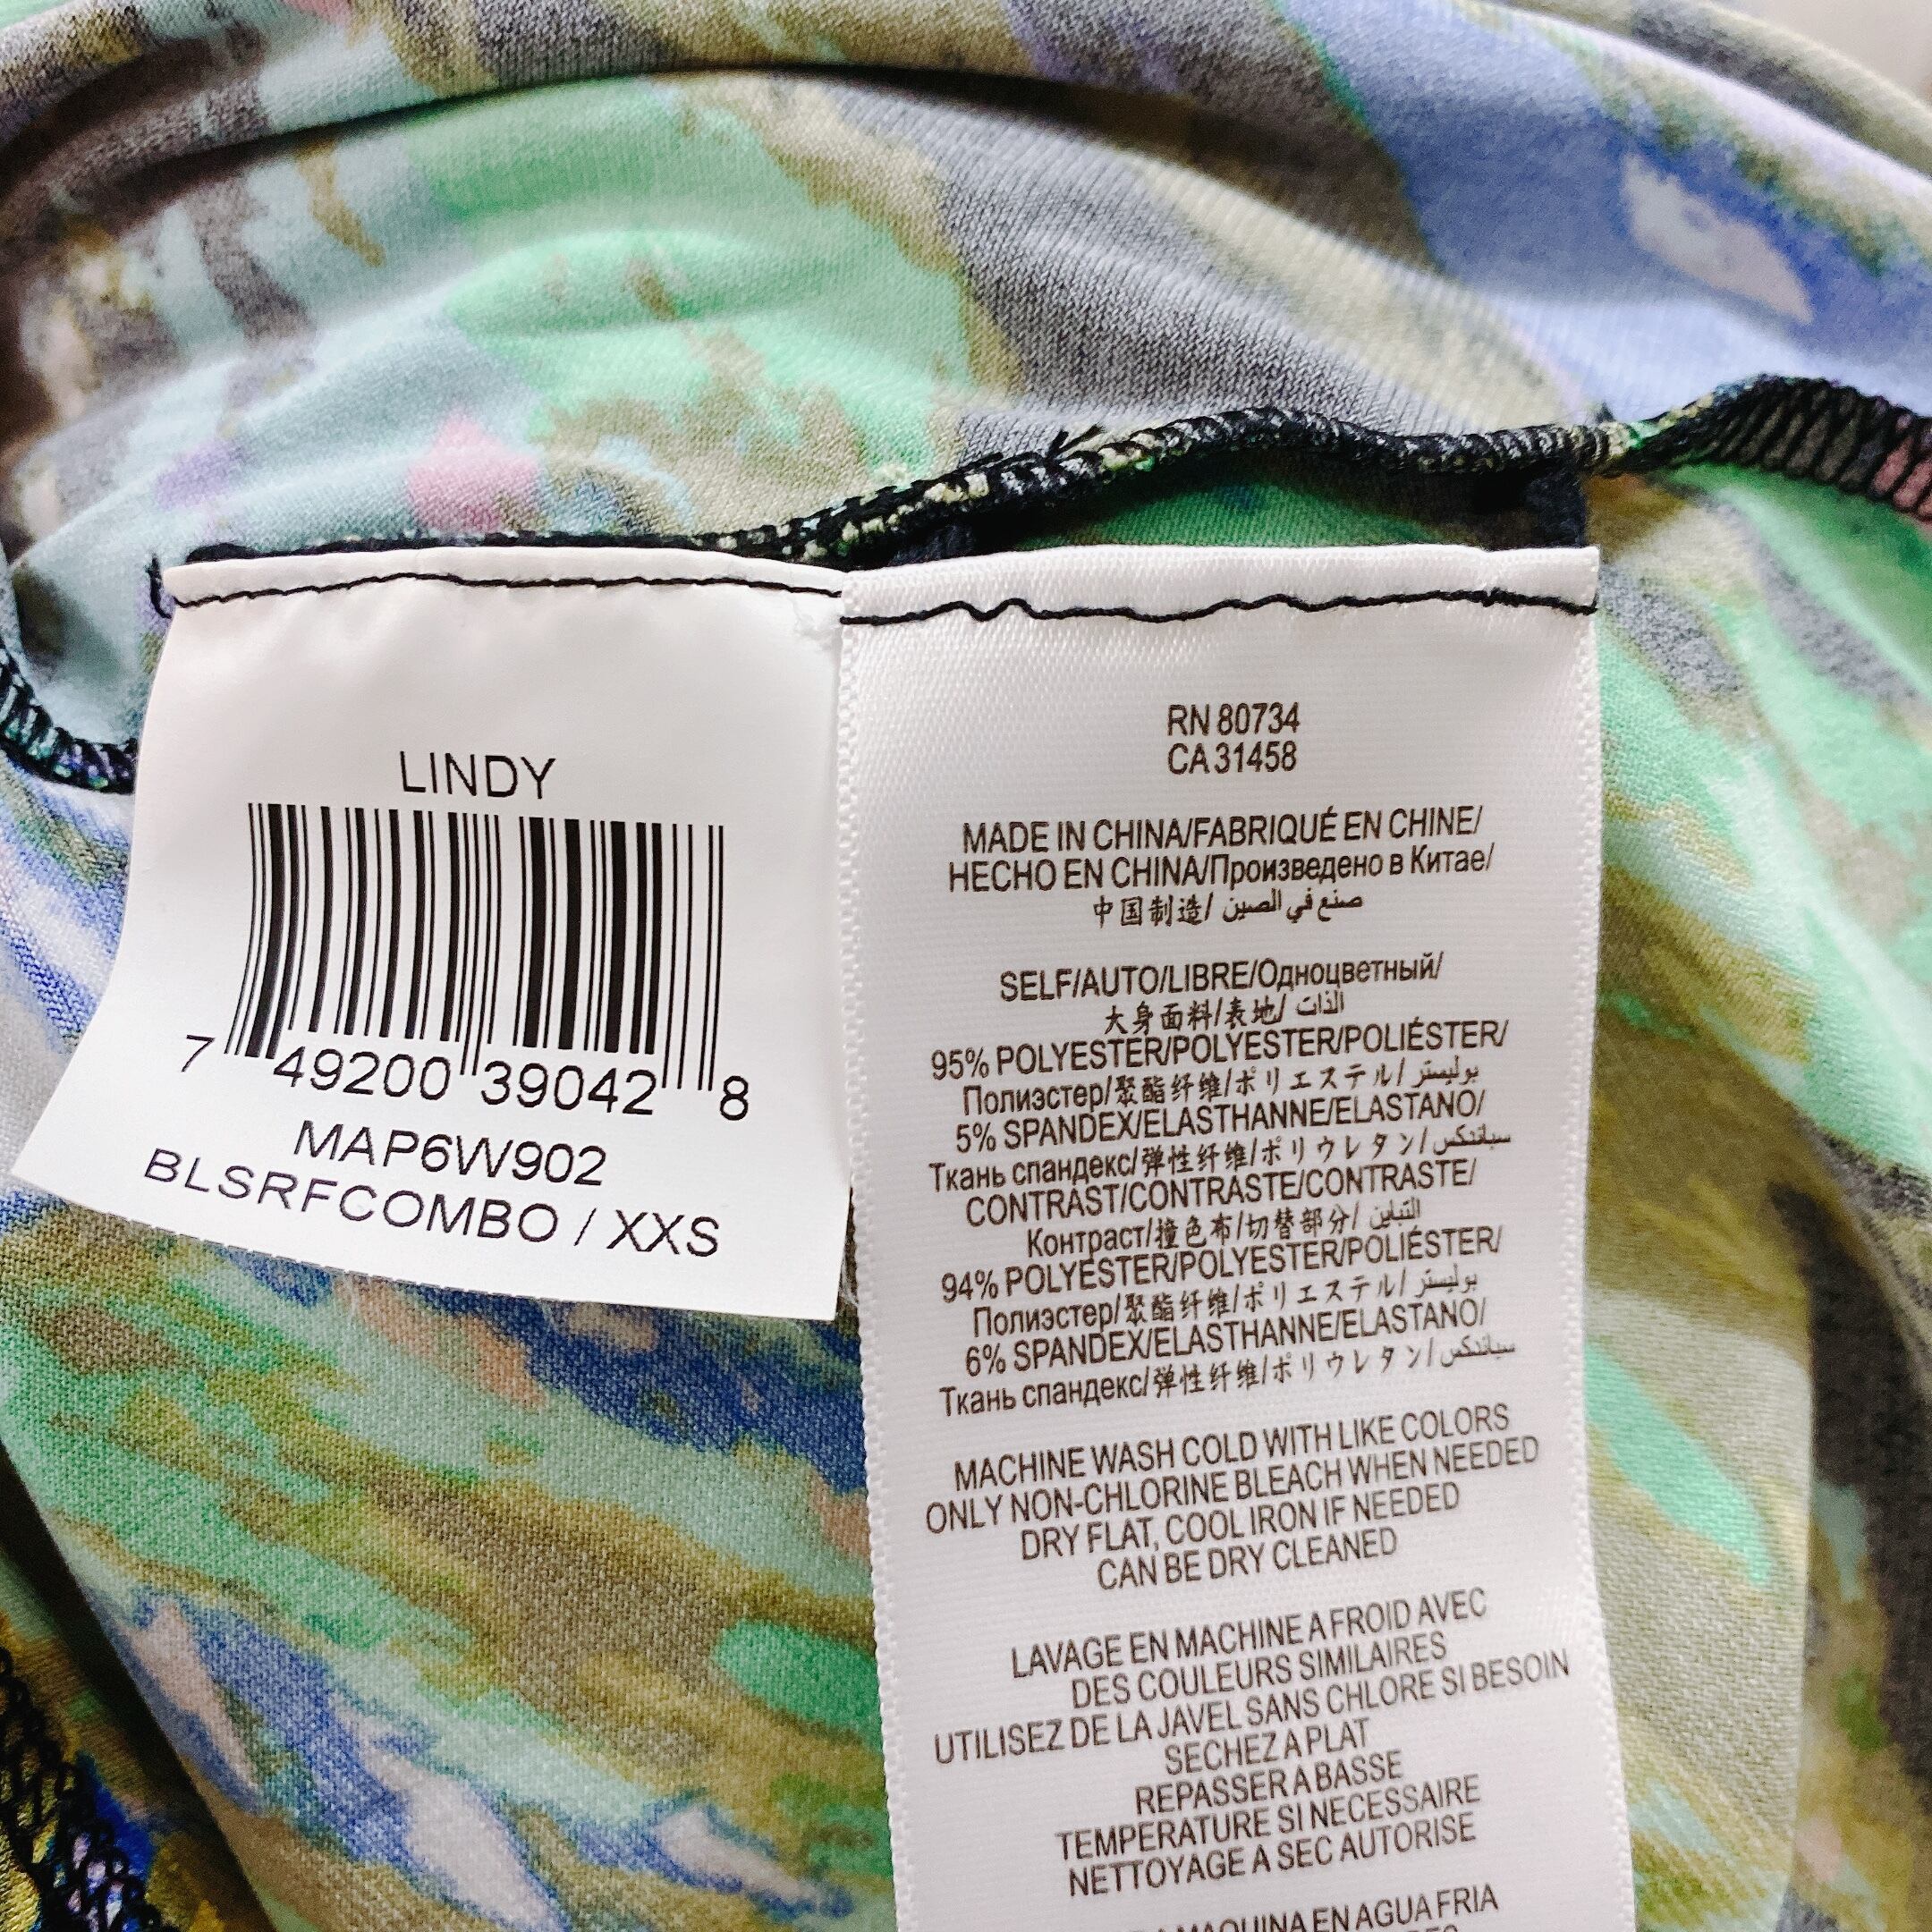 LINDY
7 49200 39042 8
MAP6W902
BLSRFCOMBO / XXS
RN 80734
CA 31458
MADE IN CHINA/FABRIQUÉ EN CHINE/
HECHO EN CHINA/Произведено в Китае/
中国制造/ صنع في الصين
SELF/AUTO/LIBRE/Одноцветный/
大身面料/表地/ الذات
95% POLYESTER/POLYESTER/POLIÉSTER/
Полиэстер/聚酯纤维/ポリエステル/ بوليستر
5% SPANDEX/ELASTHANNE/ELASTANO/
Ткань спандекс/弹性纤维/ポリウレタン/ سباندكس
CONTRAST/CONTRASTE/CONTRASTE/
Контраст/撞色布/切替部分/ التباين
94% POLYESTER/POLYESTER/POLIÉSTER/
Полиэстер/聚酯纤维/ポリエステル/ بوليستر
6% SPANDEX/ELASTHANNE/ELASTANO/
Ткань спандекс/弹性纤维/ポリウレタン/ سباندكس
MACHINE WASH COLD WITH LIKE COLORS
ONLY NON-CHLORINE BLEACH WHEN NEEDED
DRY FLAT, COOL IRON IF NEEDED
CAN BE DRY CLEANED
LAVAGE EN MACHINE A FROID AVEC
DES COULEURS SIMILAIRES
UTILISEZ DE LA JAVEL SANS CHLORE SI BESOIN
SECHEZ A PLAT
REPASSER A BASSE
TEMPERATURE SI NECESSAIRE
NETTOYAGE A SEC AUTORISE
MAQUINA EN AGUA FRIA